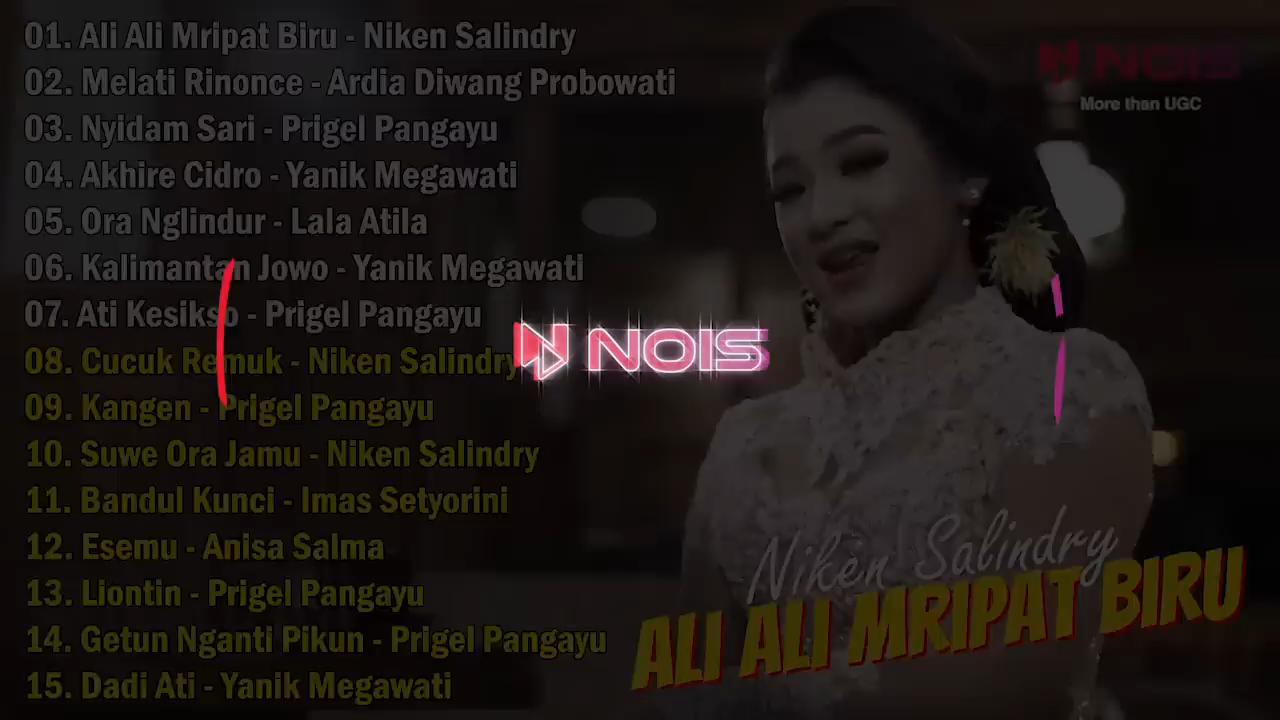 01. Ali Ali Mripat Biru - Niken Salindry
02. Melati Rinonce - Ardia Diwang Probowati
03. Nyidam Sari - Prigel Pangayu
04. Akhire Cidro - Yanik Megawati
05. Ora Nglindur - Lala Atila
06. Kalimantan Jowo - Yanik Megawati
07. Ati Kesikso - Prigel Pangayu
08. Cucuk Remuk - Niken Salindry
09. Kangen - Prigel Pangayu
10. Suwe Ora Jamu - Niken Salindry
11. Bandul Kunci - Imas Setyorini
12. Esemu - Anisa Salma
13. Liontin - Prigel Pangayu
14. Getun Nganti Pikun - Prigel Pangayu
15. Dadi Ati - Yanik Megawati
NOIS
More than UGC
NOIS
Niken Salindry
ALI ALI MRIPAT BIRU